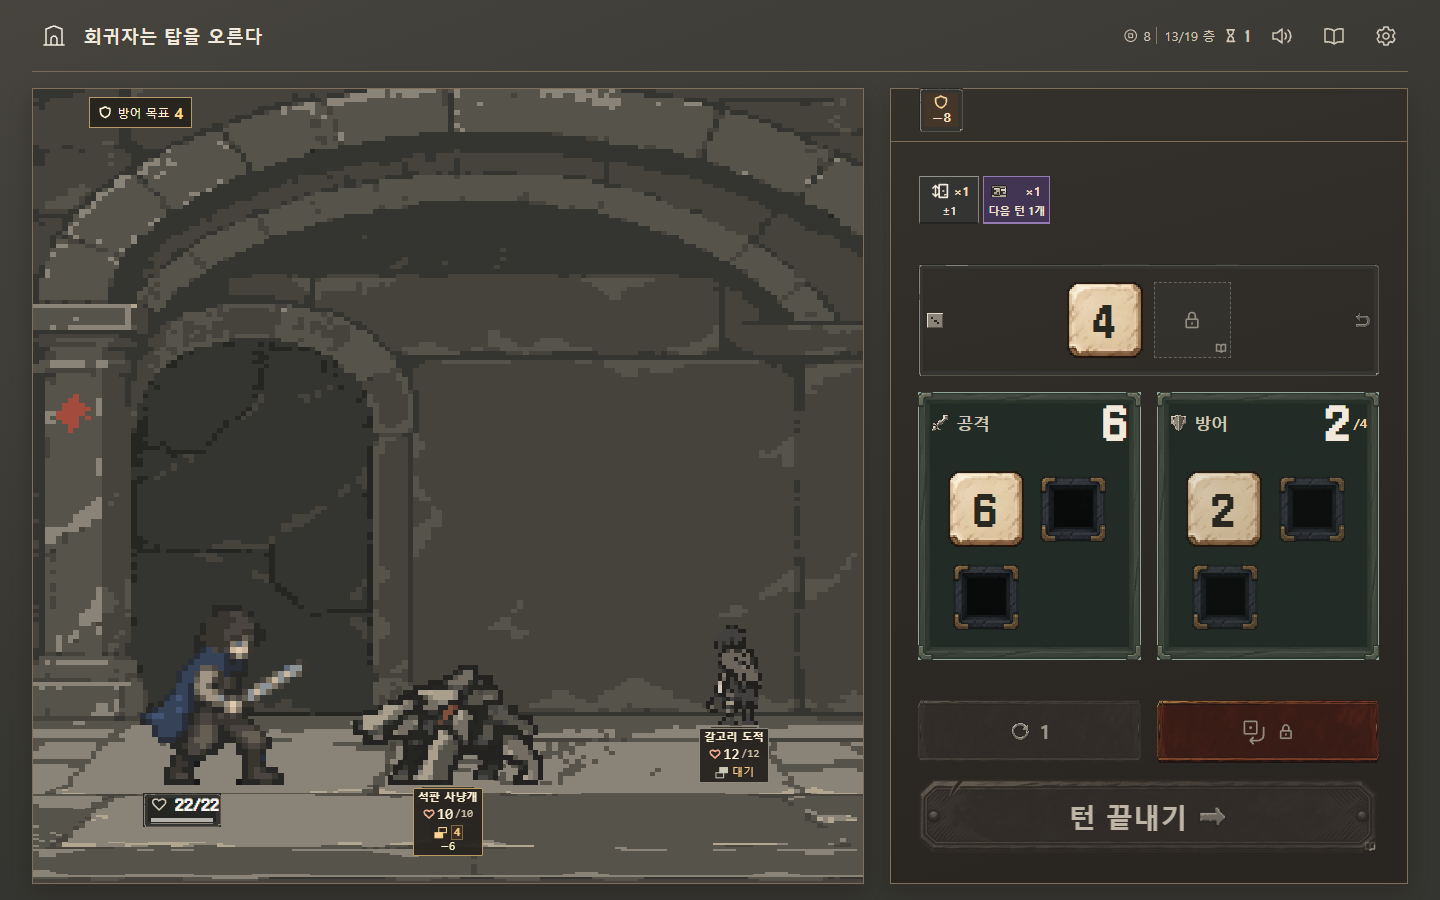 회귀자는 탑을 오른다
8 13/19 층 1
방어 목표 4
–8
×1
±1
×1
다음 턴 1개
4
공격 6
방어 2/4
6
2
갈고리 도적
12/12
대기
22/22
석판 사냥개
10/10
4
–6
1
턴 끝내기